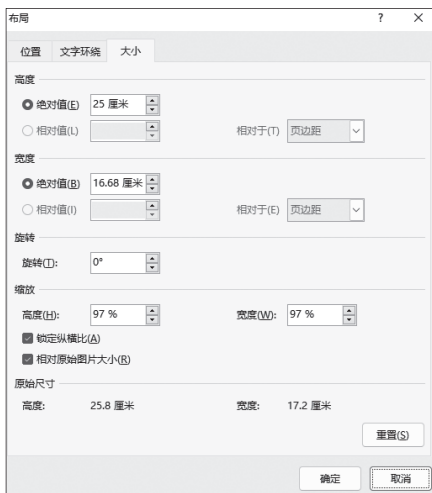 布局 ? ×
位置 文字环绕 大小
高度
绝对值(E) 25 厘米
相对值(L) 相对于(T) 页边距
宽度
绝对值(B) 16.68 厘米
相对值(I) 相对于(E) 页边距
旋转
旋转(T): 0°
缩放
高度(H): 97 % 宽度(W): 97 %
锁定纵横比(A)
相对原始图片大小(R)
原始尺寸
高度: 25.8 厘米 宽度: 17.2 厘米
重置(S)
确定 取消